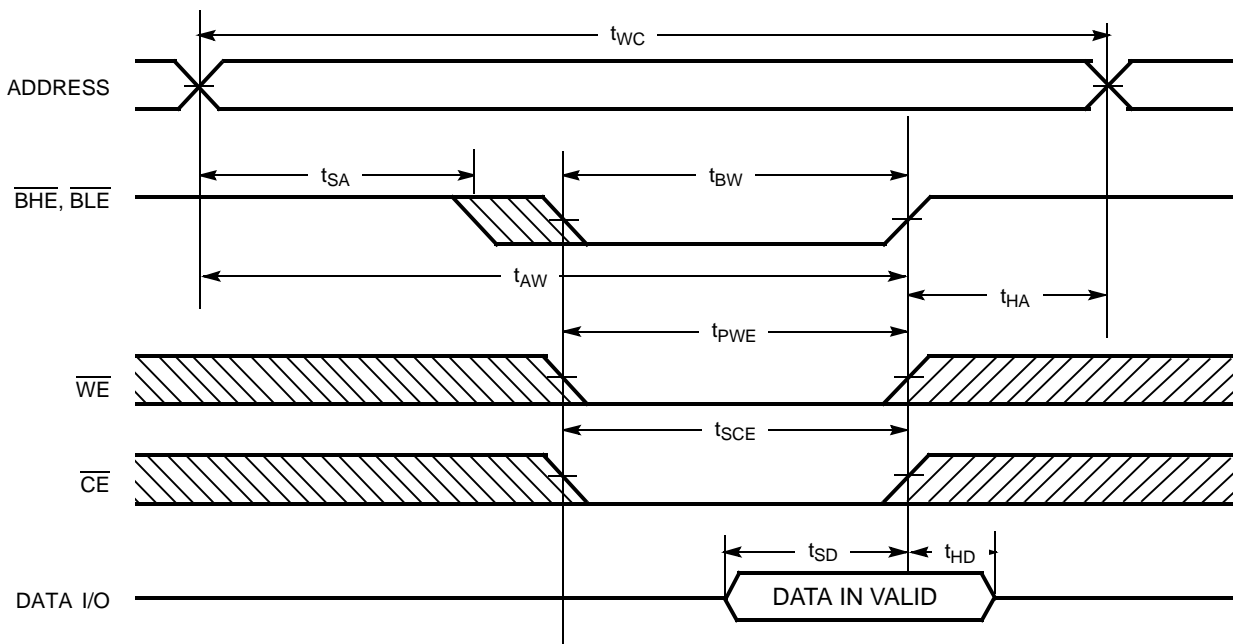 tWC
ADDRESS
tSA
tBW
BHE, BLE
tAW
tHA
tPWE
WE
tSCE
CE
tSD
tHD
DATA I/O
DATA IN VALID